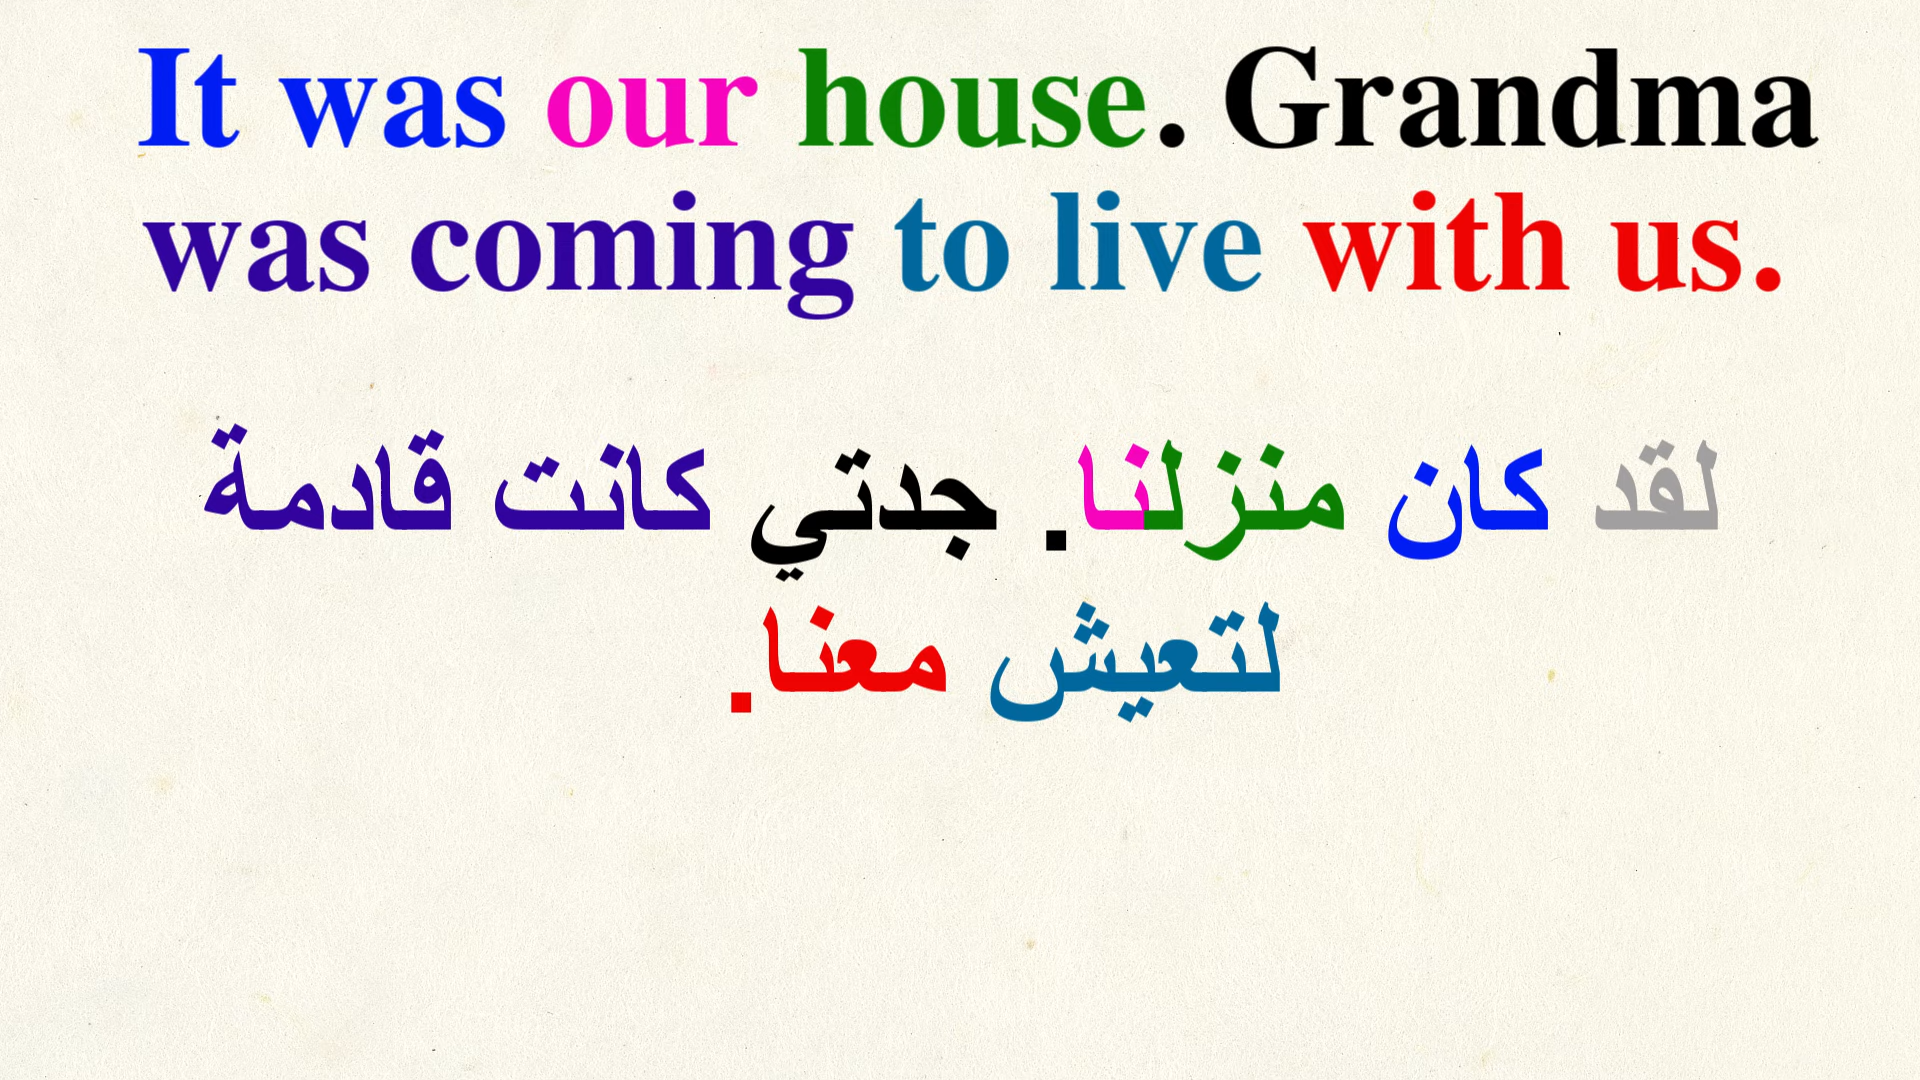 It was our house. Grandma
was coming to live with us.
لقد كان منزلنا. جدتي كانت قادمة
لتعيش معنا.